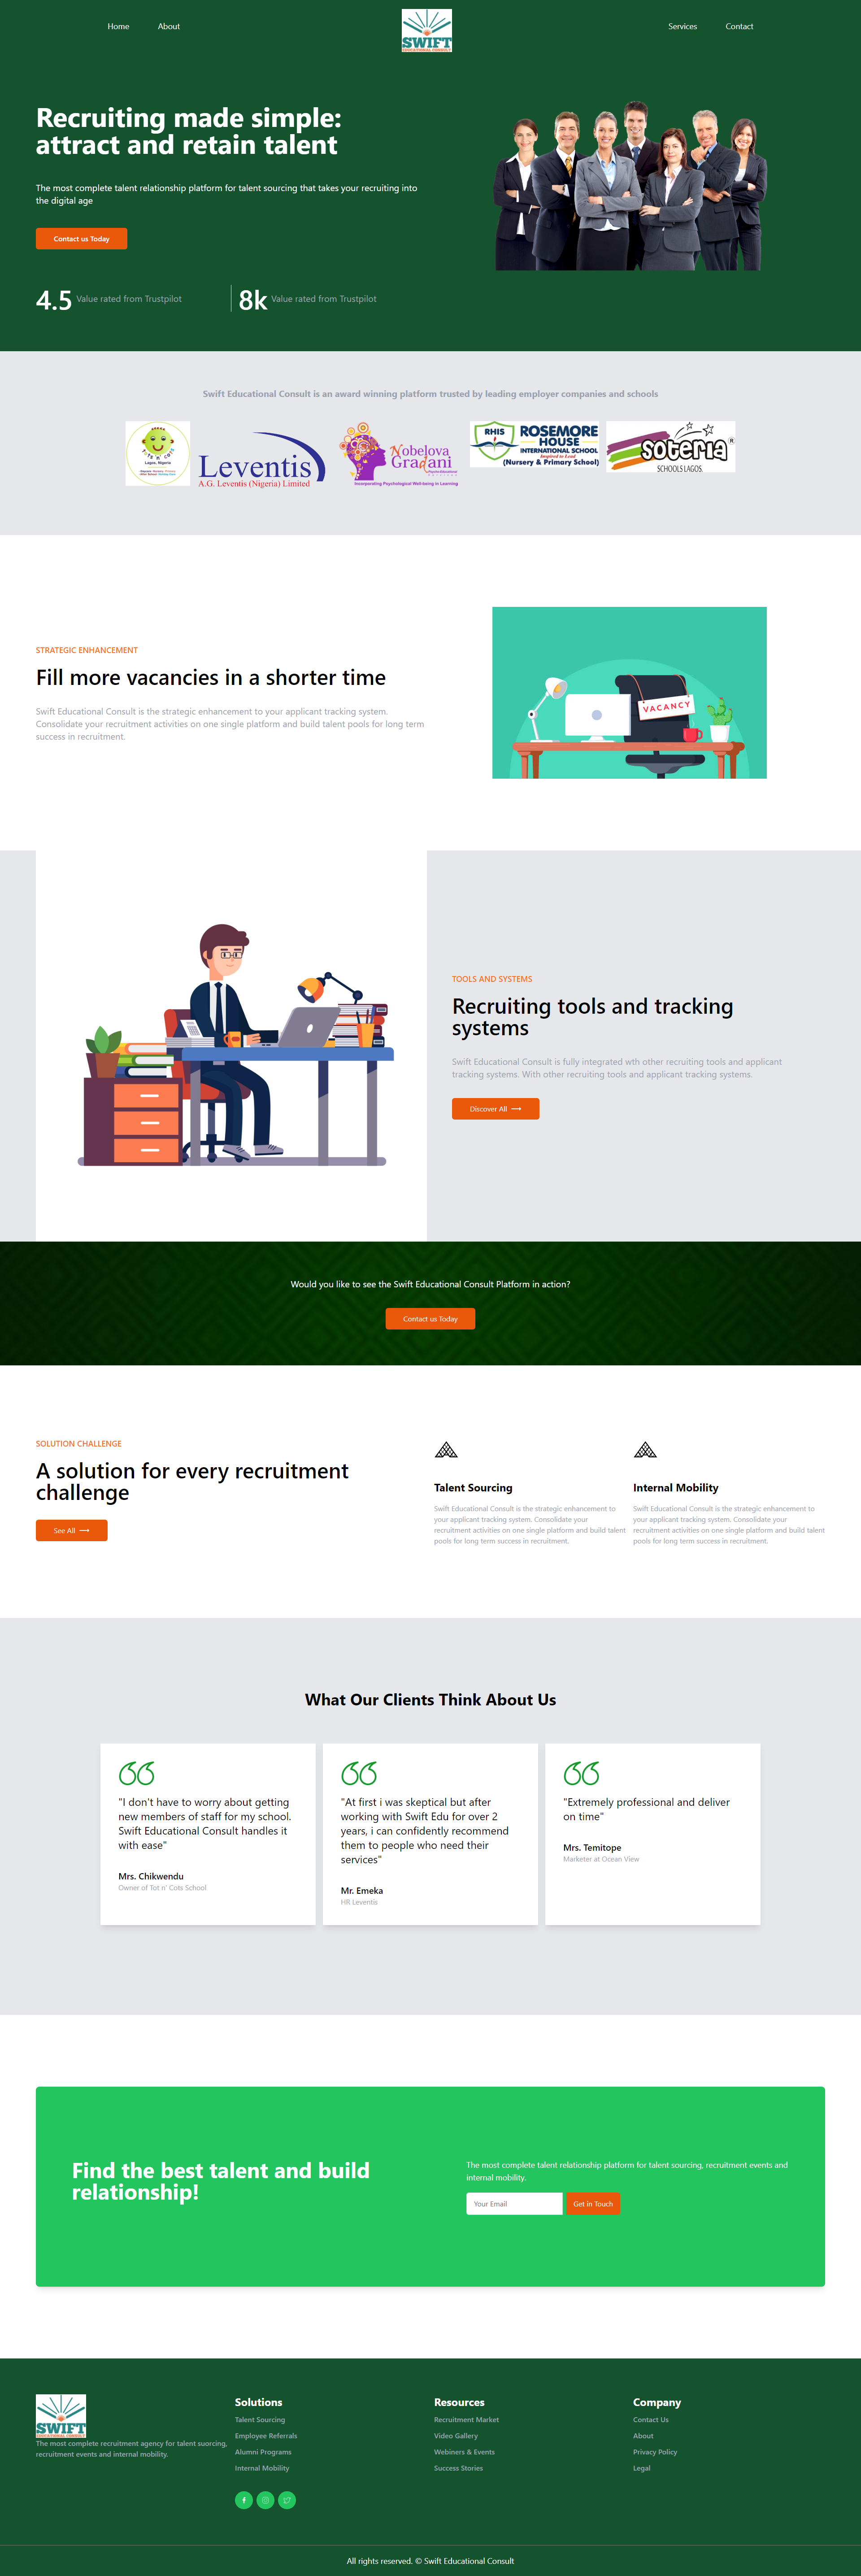 Home
About
SWIFT
EDUCATIONAL CONSULT
Services
Contact
Recruiting made simple:
attract and retain talent
The most complete talent relationship platform for talent sourcing that takes your recruiting into
the digital age
Contact us Today
4.5 Value rated from Trustpilot
8k Value rated from Trustpilot
Swift Educational Consult is an award winning platform trusted by leading employer companies and schools
Lagos, Nigeria
Leventis
A.G. Leventis (Nigeria) Limited
Nobelova
Gradani
Psycho-Educational
Incorporating Psychological Well-being in Learning
RHIS
ROSEMORE
HOUSE
INTERNATIONAL SCHOOL
Inspired to Lead
(Nursery & Primary School)
soteria
®
SCHOOLS LAGOS.
STRATEGIC ENHANCEMENT
Fill more vacancies in a shorter time
Swift Educational Consult is the strategic enhancement to your applicant tracking system.
Consolidate your recruitment activities on one single platform and build talent pools for long term
success in recruitment.
VACANCY
TOOLS AND SYSTEMS
Recruiting tools and tracking
systems
Swift Educational Consult is fully integrated wth other recruiting tools and applicant
tracking systems. With other recruiting tools and applicant tracking systems.
Discover All ⟶
Would you like to see the Swift Educational Consult Platform in action?
Contact us Today
SOLUTION CHALLENGE
A solution for every recruitment
challenge
See All ⟶
Talent Sourcing
Swift Educational Consult is the strategic enhancement to
your applicant tracking system. Consolidate your
recruitment activities on one single platform and build talent
pools for long term success in recruitment.
Internal Mobility
Swift Educational Consult is the strategic enhancement to
your applicant tracking system. Consolidate your
recruitment activities on one single platform and build talent
pools for long term success in recruitment.
What Our Clients Think About Us
"I don't have to worry about getting
new members of staff for my school.
Swift Educational Consult handles it
with ease"
Mrs. Chikwendu
Owner of Tot n' Cots School
"At first i was skeptical but after
working with Swift Edu for over 2
years, i can confidently recommend
them to people who need their
services"
Mr. Emeka
HR Leventis
"Extremely professional and deliver
on time"
Mrs. Temitope
Marketer at Ocean View
Find the best talent and build
relationship!
The most complete talent relationship platform for talent sourcing, recruitment events and
internal mobility.
Your Email
Get in Touch
SWIFT
EDUCATIONAL CONSULT
The most complete recruitment agency for talent suorcing,
recruitment events and internal mobility.
Solutions
Talent Sourcing
Employee Referrals
Alumni Programs
Internal Mobility
Resources
Recruitment Market
Video Gallery
Webiners & Events
Success Stories
Company
Contact Us
About
Privacy Policy
Legal
All rights reserved. © Swift Educational Consult